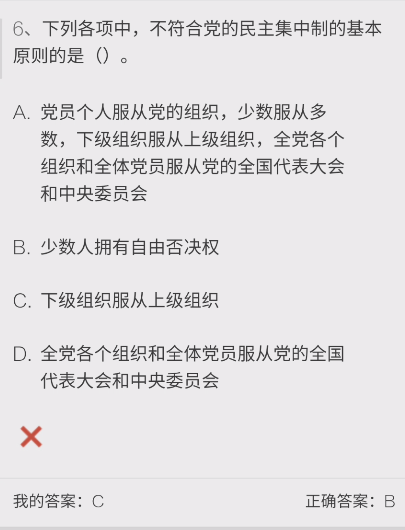 6、下列各项中，不符合党的民主集中制的基本
原则的是（）。
A. 党员个人服从党的组织，少数服从多
数，下级组织服从上级组织，全党各个
组织和全体党员服从党的全国代表大会
和中央委员会
B. 少数人拥有自由否决权
C. 下级组织服从上级组织
D. 全党各个组织和全体党员服从党的全国
代表大会和中央委员会
我的答案：C 正确答案：B